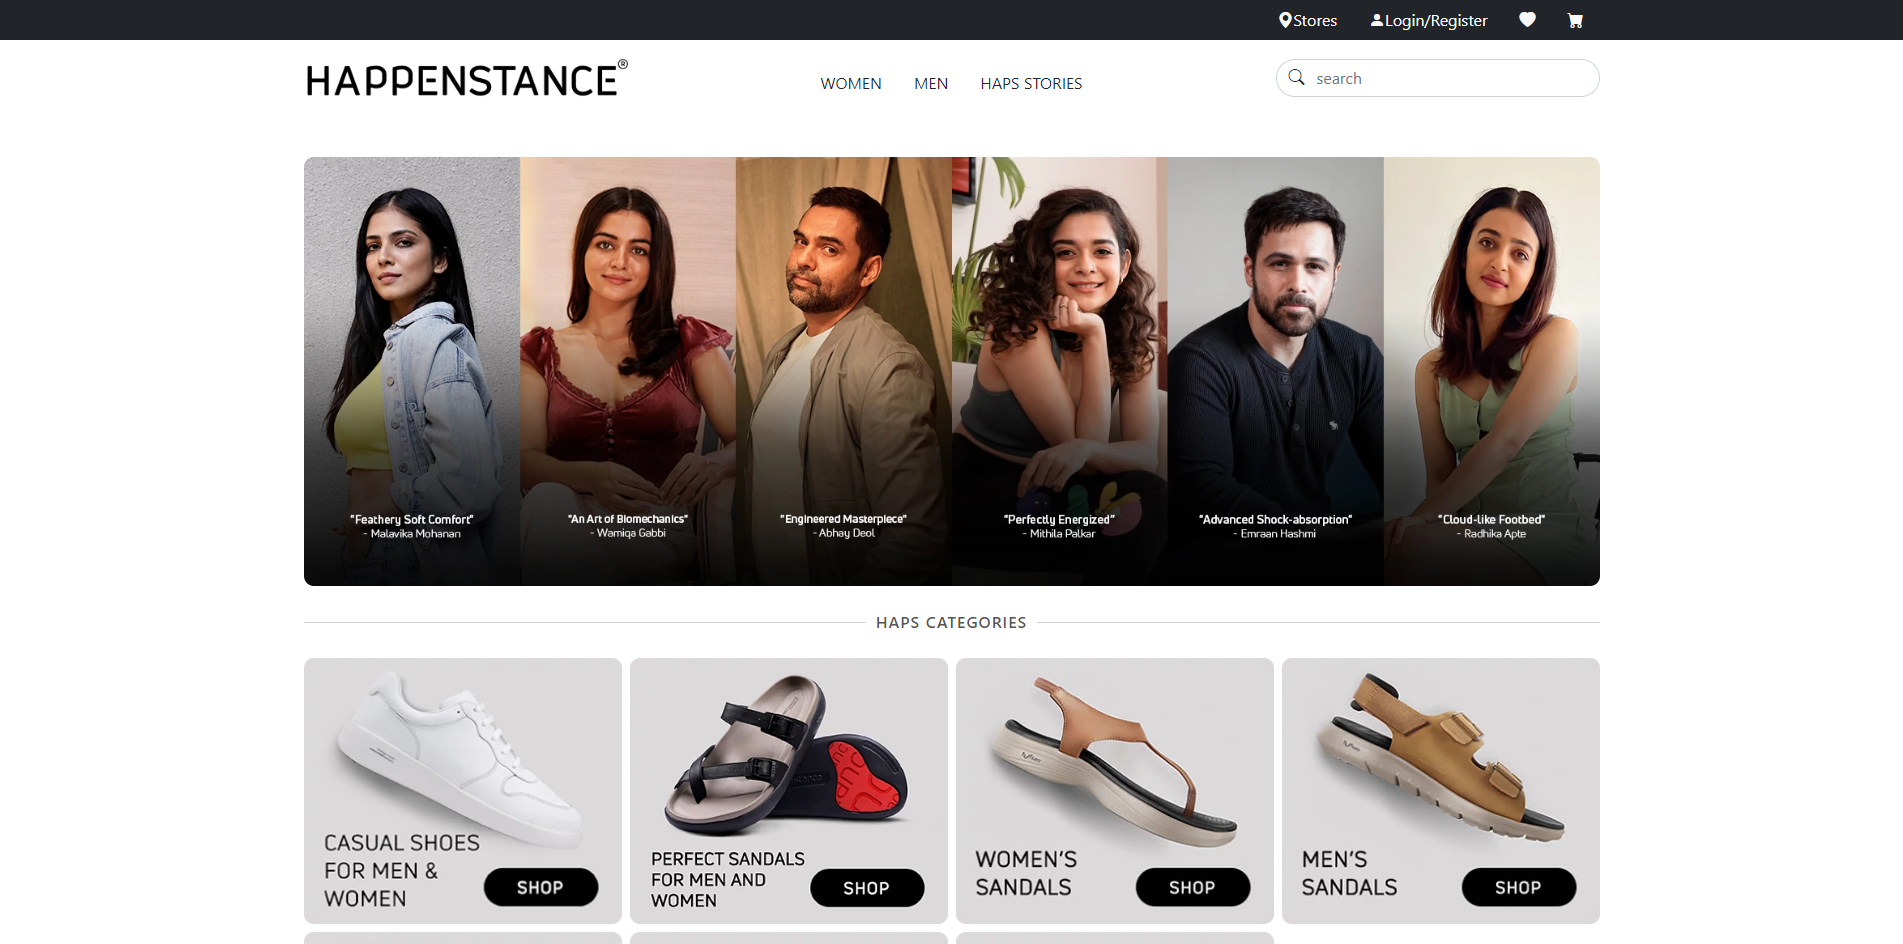 Stores
Login/Register
HAPPENSTANCE®
WOMEN
MEN
HAPS STORIES
search
"Feathery Soft Comfort"
- Malavika Mohanan
"An Art of Biomechanics"
- Wamiqa Gabbi
"Engineered Masterpiece"
- Abhay Deol
"Perfectly Energized"
- Mithila Palkar
"Advanced Shock-absorption"
- Emraan Hashmi
"Cloud-like Footbed"
- Radhika Apte
HAPS CATEGORIES
CASUAL SHOES
FOR MEN &
WOMEN
SHOP
PERFECT SANDALS
FOR MEN AND
WOMEN
SHOP
WOMEN'S
SANDALS
SHOP
MEN'S
SANDALS
SHOP